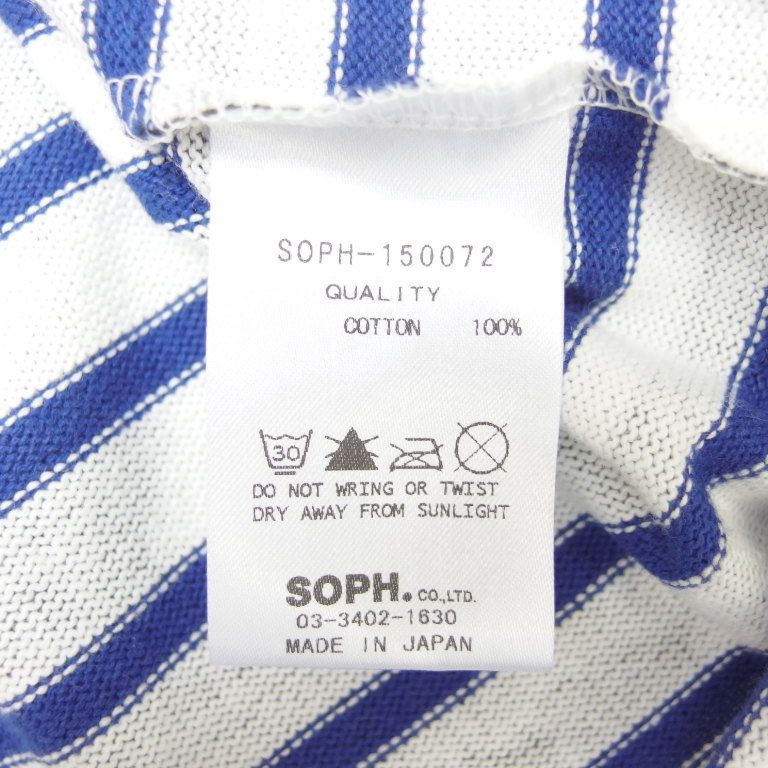 SOPH-150072
QUALITY
COTTON 100%
30
DO NOT WRING OR TWIST
DRY AWAY FROM SUNLIGHT
SOPH. CO.,LTD.
03-3402-1630
MADE IN JAPAN